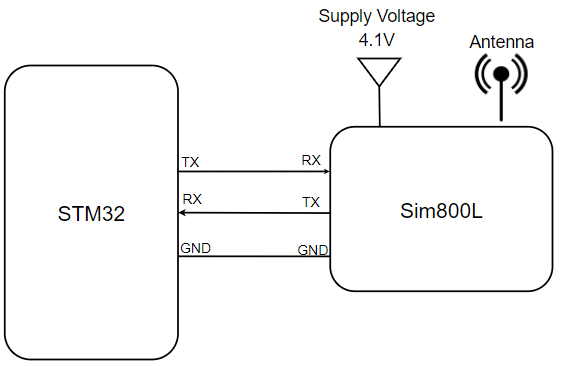 Supply Voltage
4.1V
Antenna
TX
RX
STM32
RX
TX
Sim800L
GND
GND